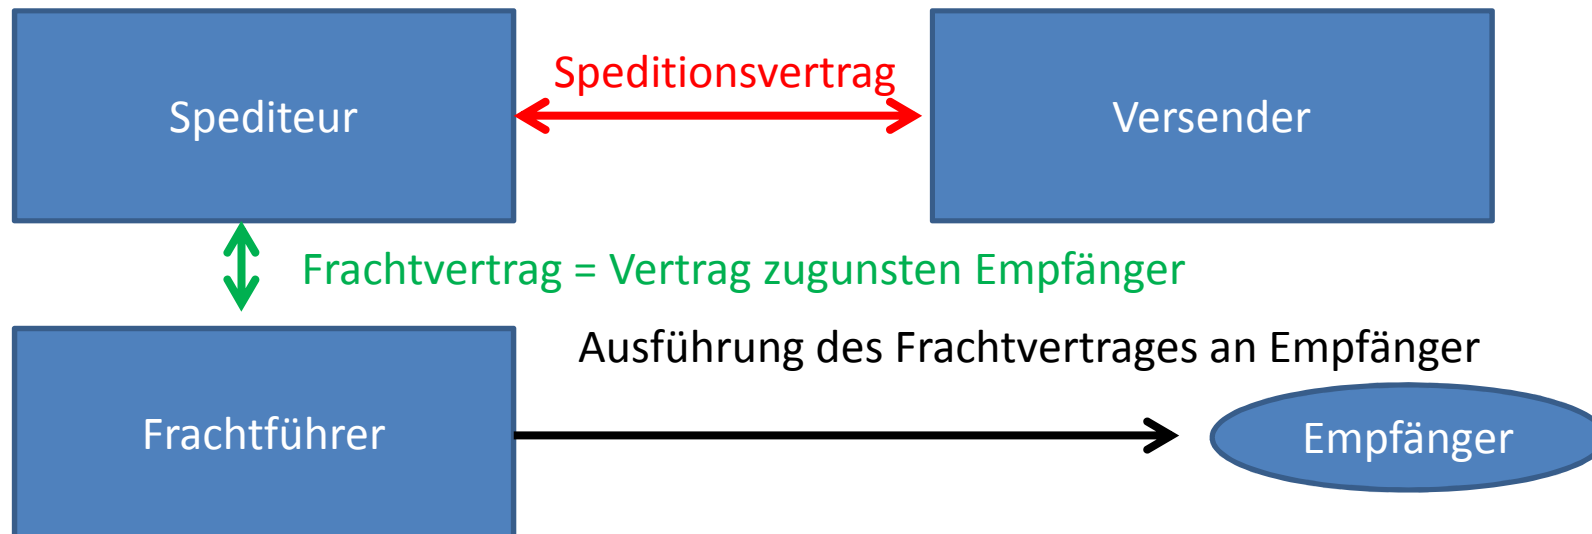 Speditionsvertrag
Spediteur
Versender
Frachtvertrag = Vertrag zugunsten Empfänger
Ausführung des Frachtvertrages an Empfänger
Frachtführer
Empfänger